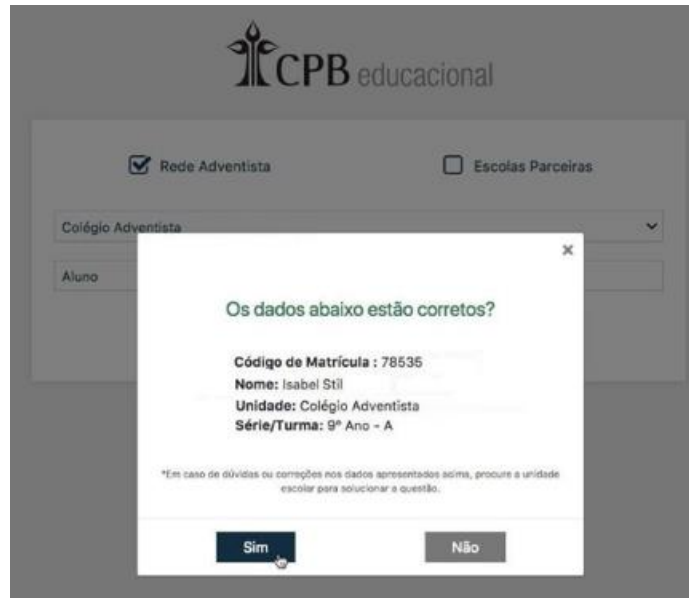 CPB educacional
Rede Adventista
Escolas Parceiras
Colégio Adventista
Aluno
×
Os dados abaixo estão corretos?
Código de Matrícula : 78535
Nome: Isabel Stil
Unidade: Colégio Adventista
Série/Turma: 9º Ano - A
*Em caso de dúvidas ou correções nos dados apresentados acima, procure a unidade
escolar para solucionar a questão.
Sim
Não